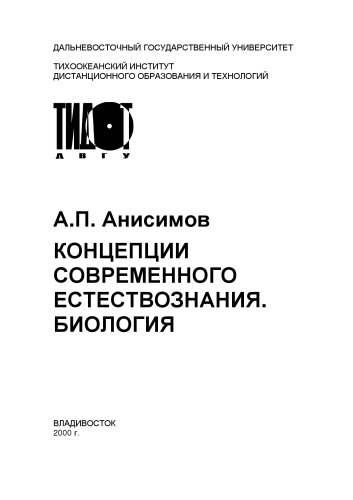 ДАЛЬНЕВОСТОЧНЫЙ ГОСУДАРСТВЕННЫЙ УНИВЕРСИТЕТ
ТИХООКЕАНСКИЙ ИНСТИТУТ
ДИСТАНЦИОННОГО ОБРАЗОВАНИЯ И ТЕХНОЛОГИЙ
ТИДОТ
ДВГУ
А.П. Анисимов
КОНЦЕПЦИИ
СОВРЕМЕННОГО
ЕСТЕСТВОЗНАНИЯ.
БИОЛОГИЯ
ВЛАДИВОСТОК
2000 г.